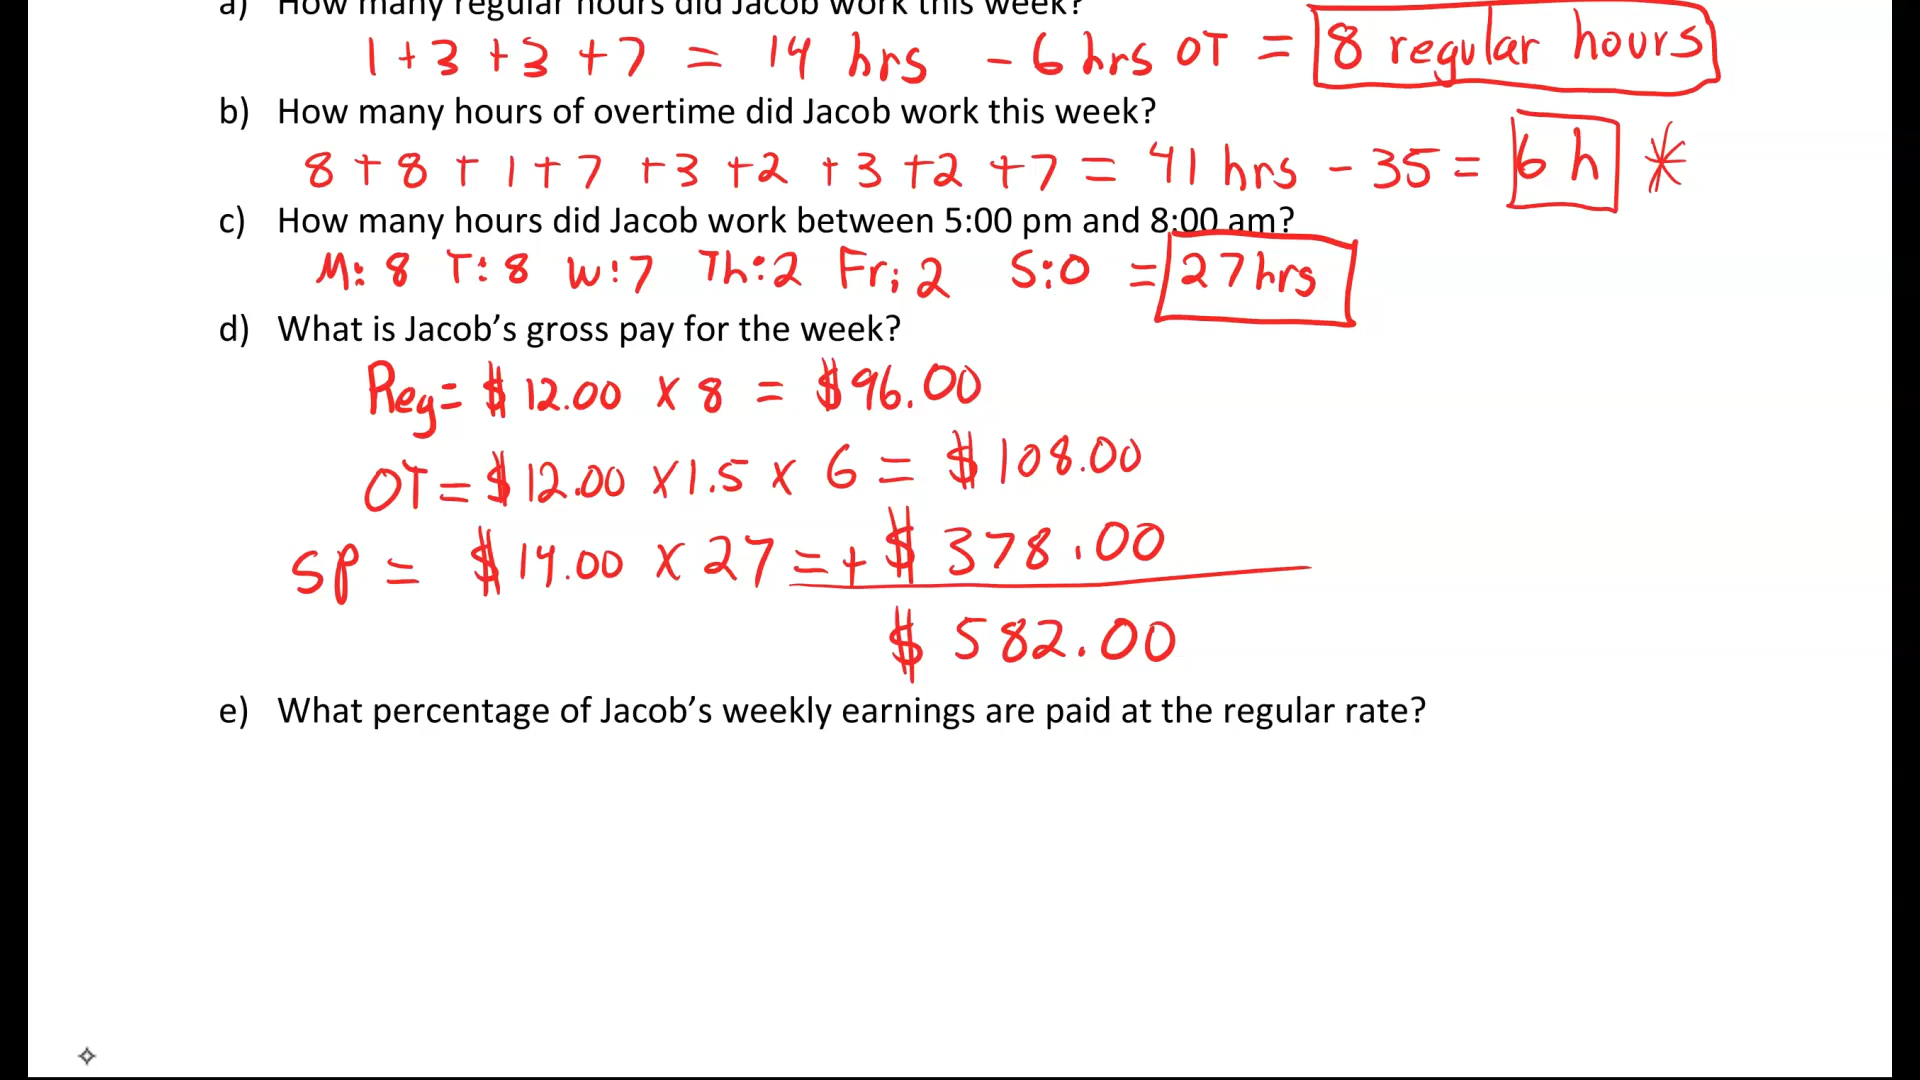 a) How many regular hours did Jacob work this week?
1 + 3 + 3 + 7 = 14 hrs - 6 hrs OT = 8 regular hours
b) How many hours of overtime did Jacob work this week?
8 + 8 + 1 + 7 + 3 + 2 + 3 + 2 + 7 = 41 hrs - 35 = 6 h *
c) How many hours did Jacob work between 5:00 pm and 8:00 am?
M: 8 T: 8 W: 7 Th: 2 Fr: 2 S: 0 = 27 hrs
d) What is Jacob’s gross pay for the week?
Reg = $ 12.00 x 8 = $96.00
OT = $ 12.00 x 1.5 x 6 = $ 108.00
SP = $ 14.00 x 27 = + $ 378.00
$ 582.00
e) What percentage of Jacob’s weekly earnings are paid at the regular rate?